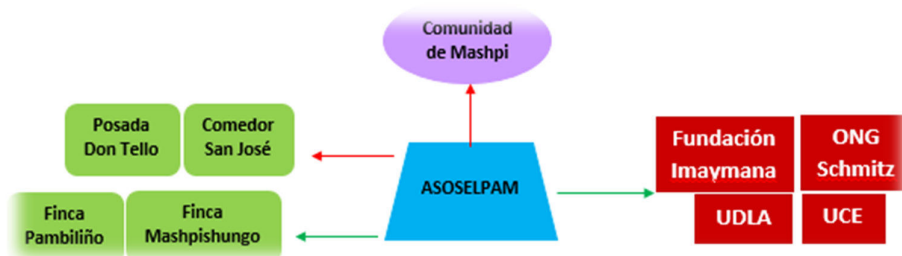 Comunidad
de Mashpi
Posada
Don Tello
Comedor
San José
Fundación
Imaymana
ONG
Schmitz
ASOSELPAM
Finca
Pambiliño
Finca
Mashpishungo
UDLA
UCE